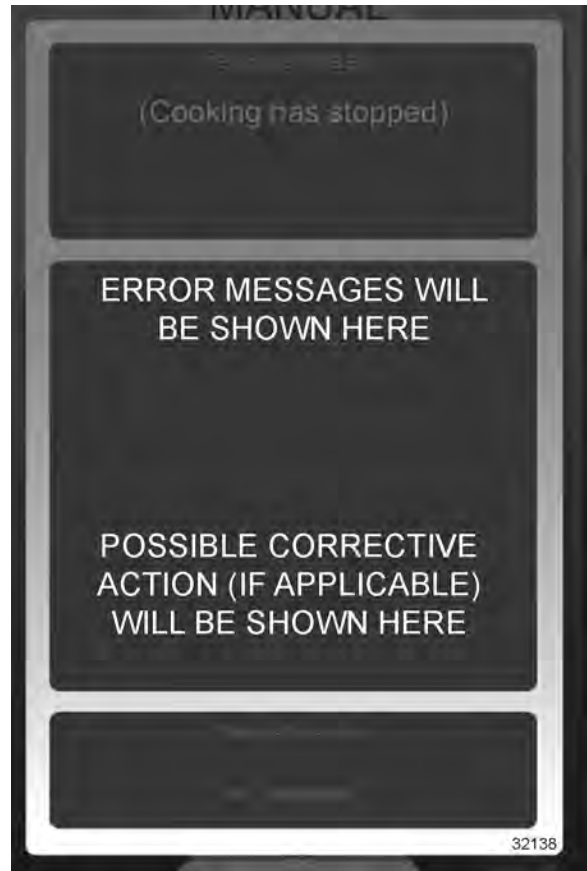 MANUAL
(Cooking has stopped)
ERROR MESSAGES WILL
BE SHOWN HERE
POSSIBLE CORRECTIVE
ACTION (IF APPLICABLE)
WILL BE SHOWN HERE
32138